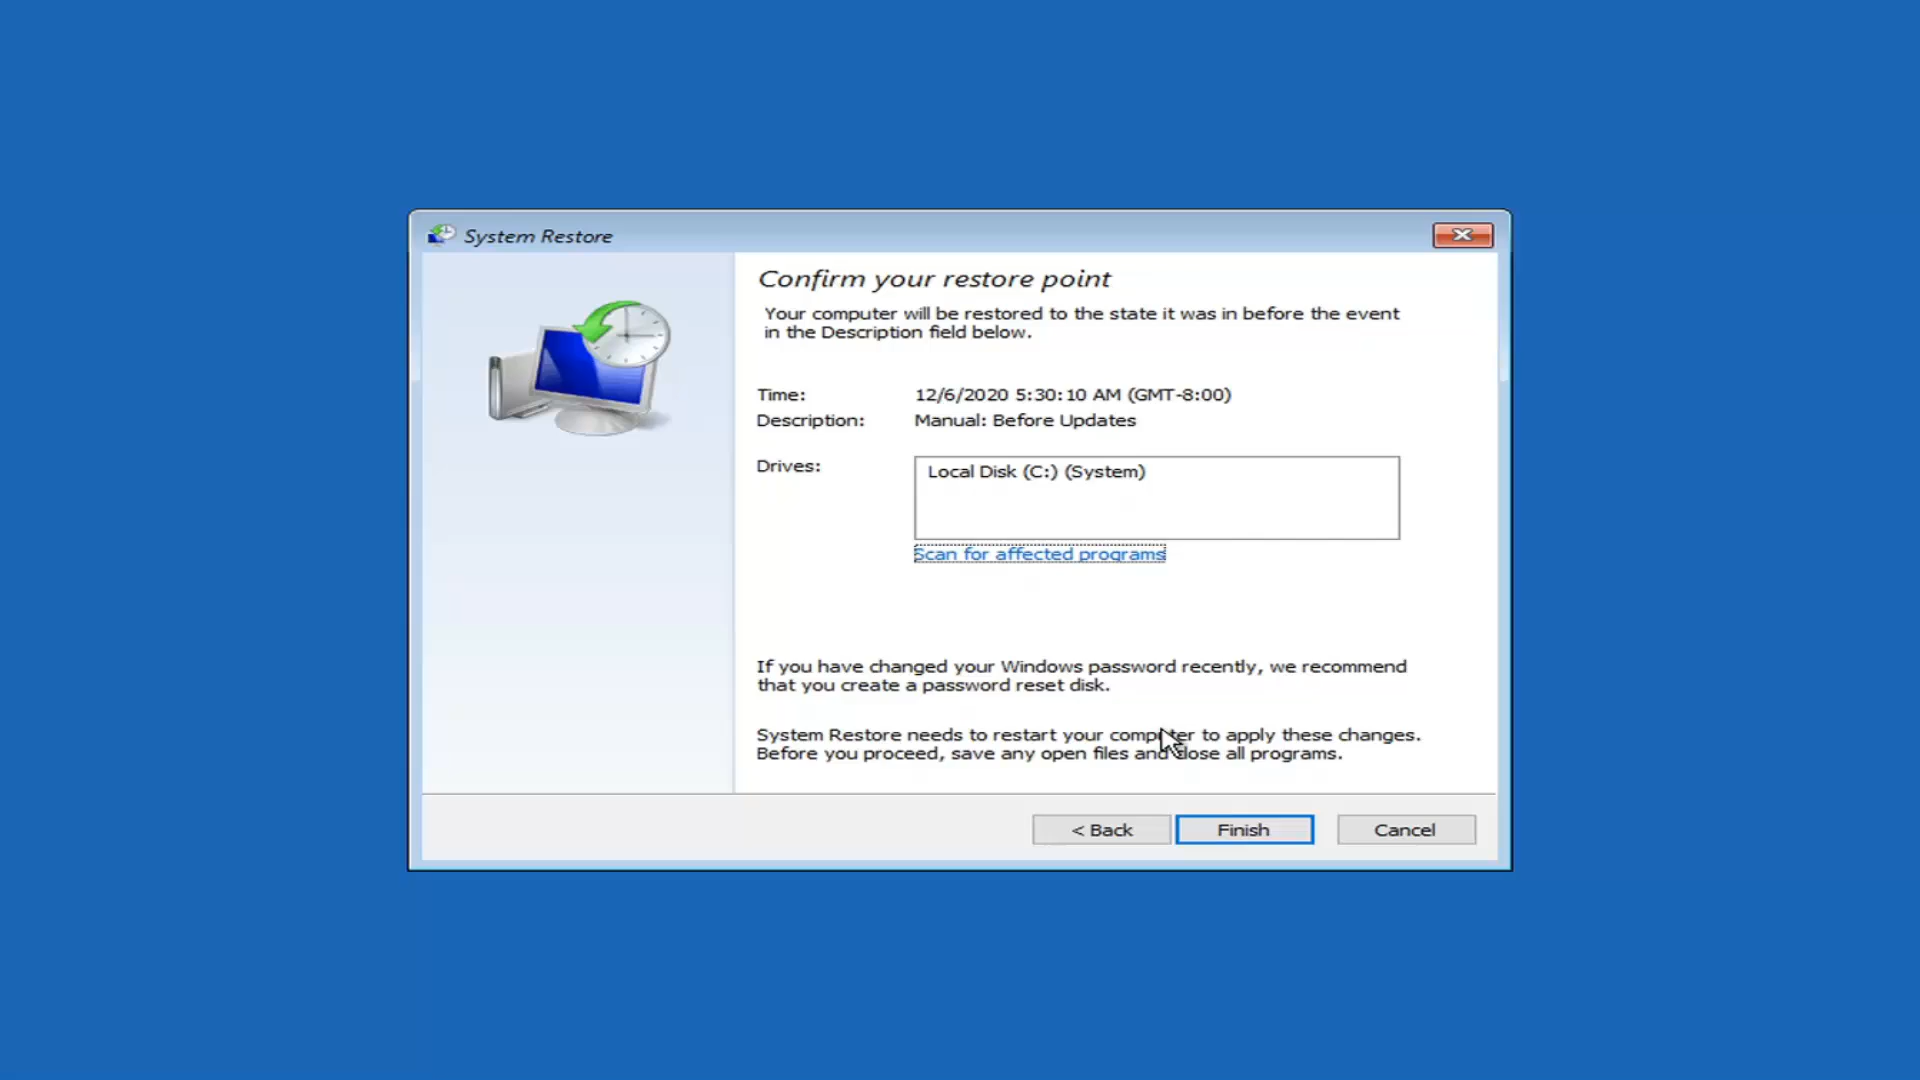 System Restore
Confirm your restore point
Your computer will be restored to the state it was in before the event
in the Description field below.
Time: 12/6/2020 5:30:10 AM (GMT-8:00)
Description: Manual: Before Updates
Drives: Local Disk (C:) (System)
Scan for affected programs
If you have changed your Windows password recently, we recommend
that you create a password reset disk.
System Restore needs to restart your computer to apply these changes.
Before you proceed, save any open files and close all programs.
< Back Finish Cancel